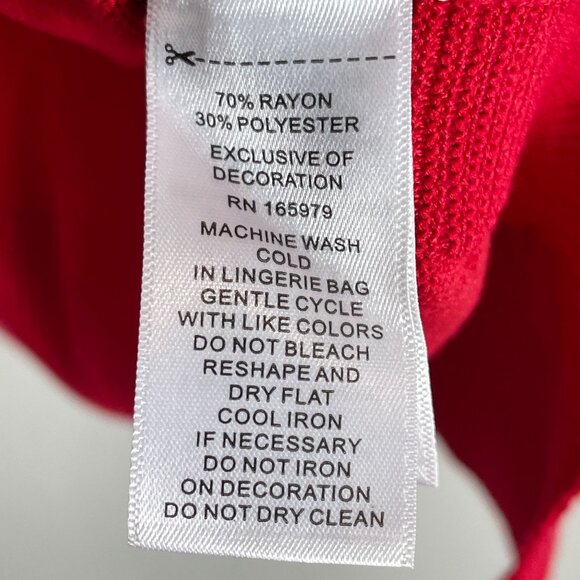 70% RAYON
30% POLYESTER
EXCLUSIVE OF
DECORATION
RN 165979
MACHINE WASH
COLD
IN LINGERIE BAG
GENTLE CYCLE
WITH LIKE COLORS
DO NOT BLEACH
RESHAPE AND
DRY FLAT
COOL IRON
IF NECESSARY
DO NOT IRON
ON DECORATION
DO NOT DRY CLEAN